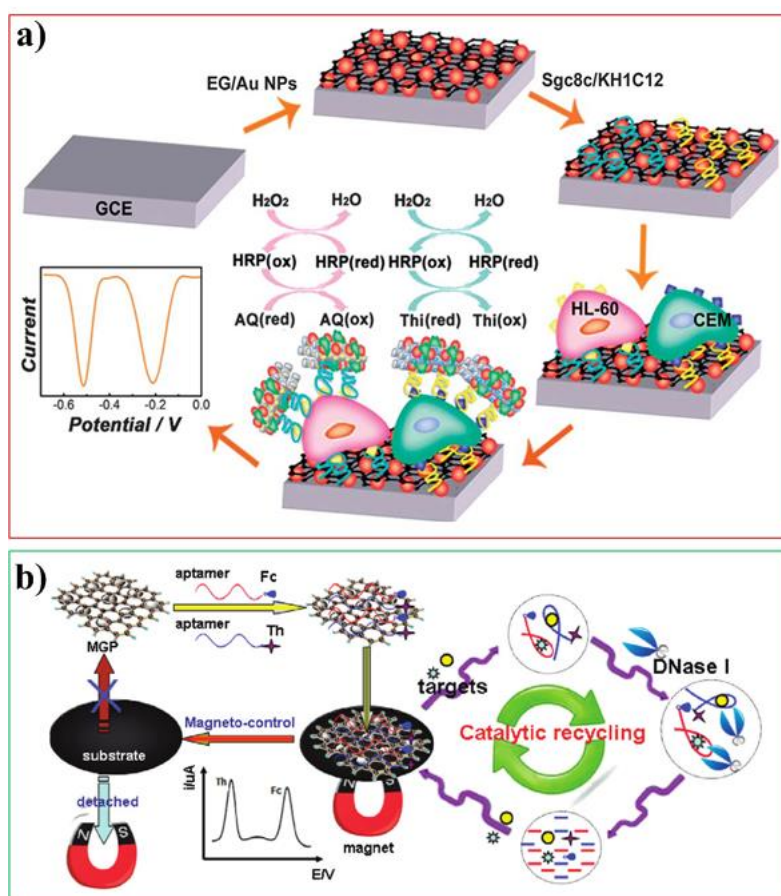 a)
EG/Au NPs
Sgc8c/KH1C12
GCE
H2O2 H2O H2O2 H2O
HRP(ox) HRP(red) HRP(ox) HRP(red)
AQ(red) AQ(ox) Thi(red) Thi(ox)
HL-60 CEM
Current
-0.6 -0.4 -0.2 0.0
Potential / V
b)
aptamer Fc
aptamer Th
MGP
targets
DNase I
Magneto-control
Catalytic recycling
substrate
detached
N S
i/uA
Th Fc
E/V
S
magnet